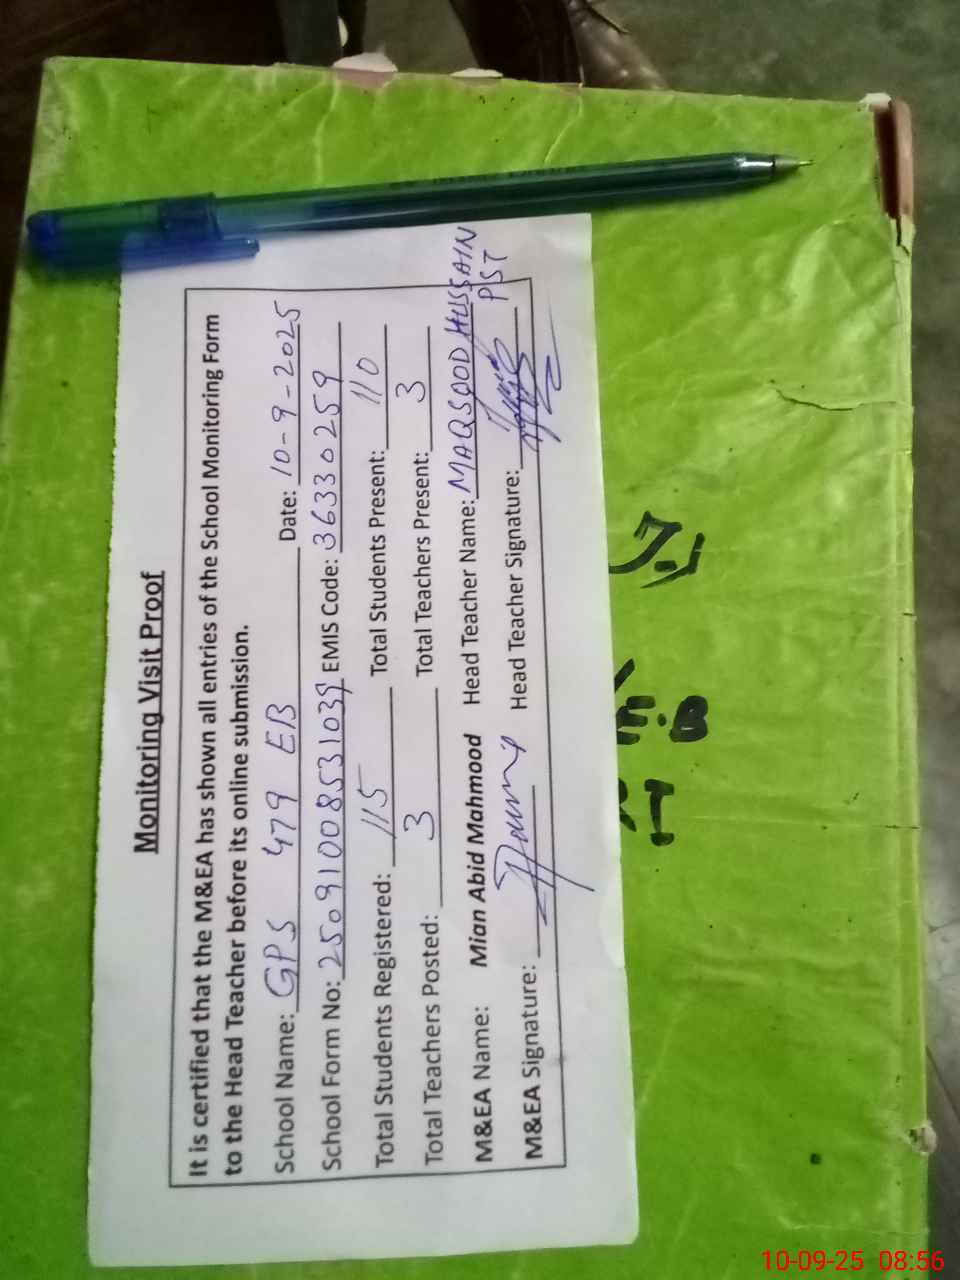 Monitoring Visit Proof
It is certified that the M&EA has shown all entries of the School Monitoring Form
to the Head Teacher before its online submission.
School Name: GPS 479 EB Date: 10-9-2025
School Form No: 25091008531039 EMIS Code: 36330259
Total Students Registered: 115 Total Students Present: 110
Total Teachers Posted: 3 Total Teachers Present: 3
M&EA Name: Mian Abid Mahmood Head Teacher Name: MAQSOOD HUSSAIN
M&EA Signature: Head Teacher Signature: PST
10-09-25 08:56